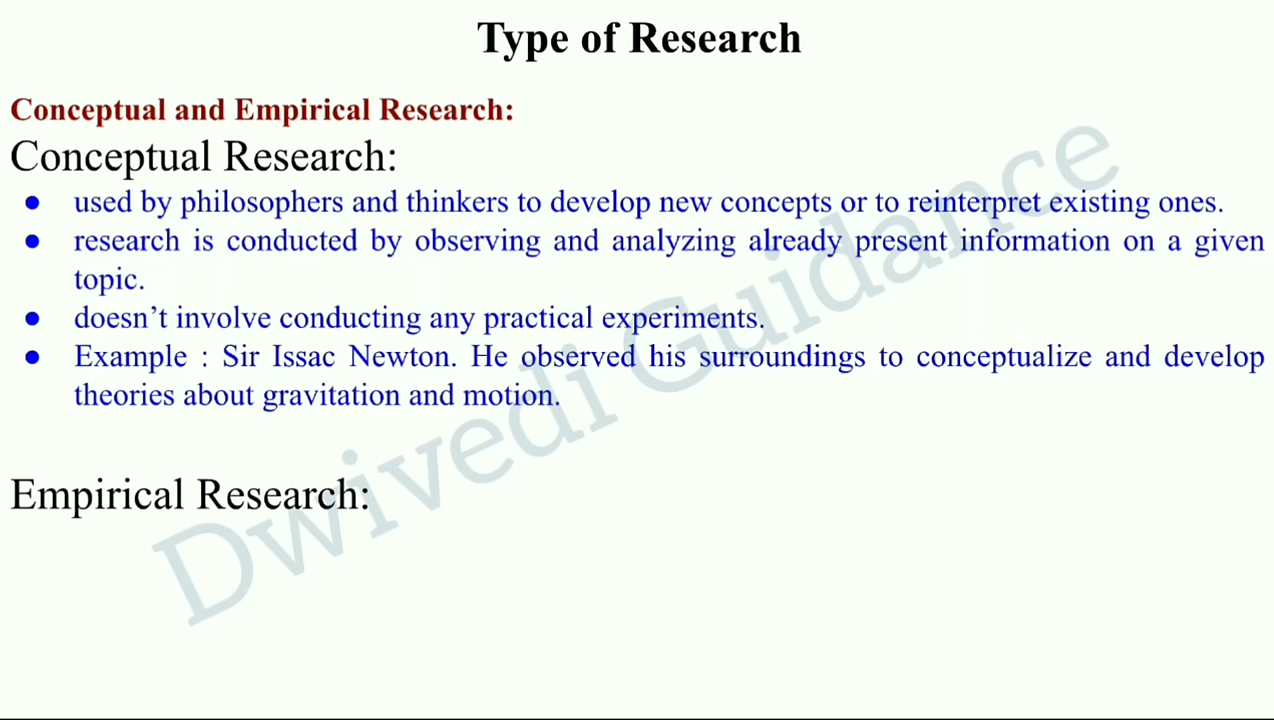 Type of Research
Conceptual and Empirical Research:
Conceptual Research:
● used by philosophers and thinkers to develop new concepts or to reinterpret existing ones.
● research is conducted by observing and analyzing already present information on a given
topic.
● doesn’t involve conducting any practical experiments.
● Example : Sir Issac Newton. He observed his surroundings to conceptualize and develop
theories about gravitation and motion.
Empirical Research:
Dwivedi Guidance